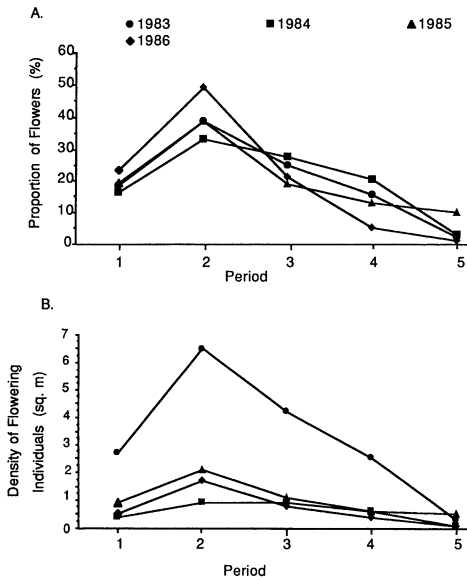 A.
1983 1984 1985
1986
Proportion of Flowers (%)
60
50
40
30
20
10
0
1 2 3 4 5
Period
B.
Density of Flowering
Individuals (sq. m)
7
6
5
4
3
2
2
1
0
1 2 3 4 5
Period